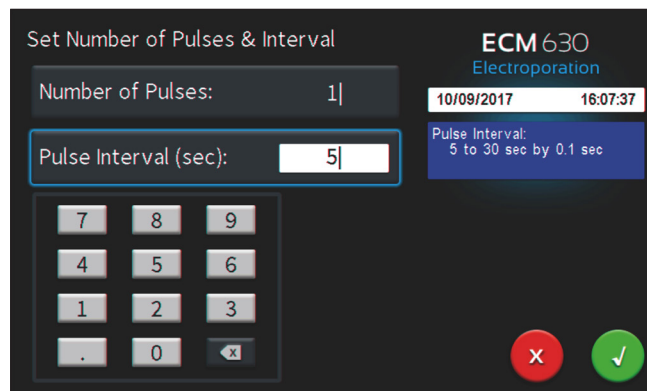 Set Number of Pulses & Interval
Number of Pulses: 1
Pulse Interval (sec): 5
7 8 9
4 5 6
1 2 3
. 0 x
ECM 630
Electroporation
10/09/2017 16:07:37
Pulse Interval:
5 to 30 sec by 0.1 sec
X √